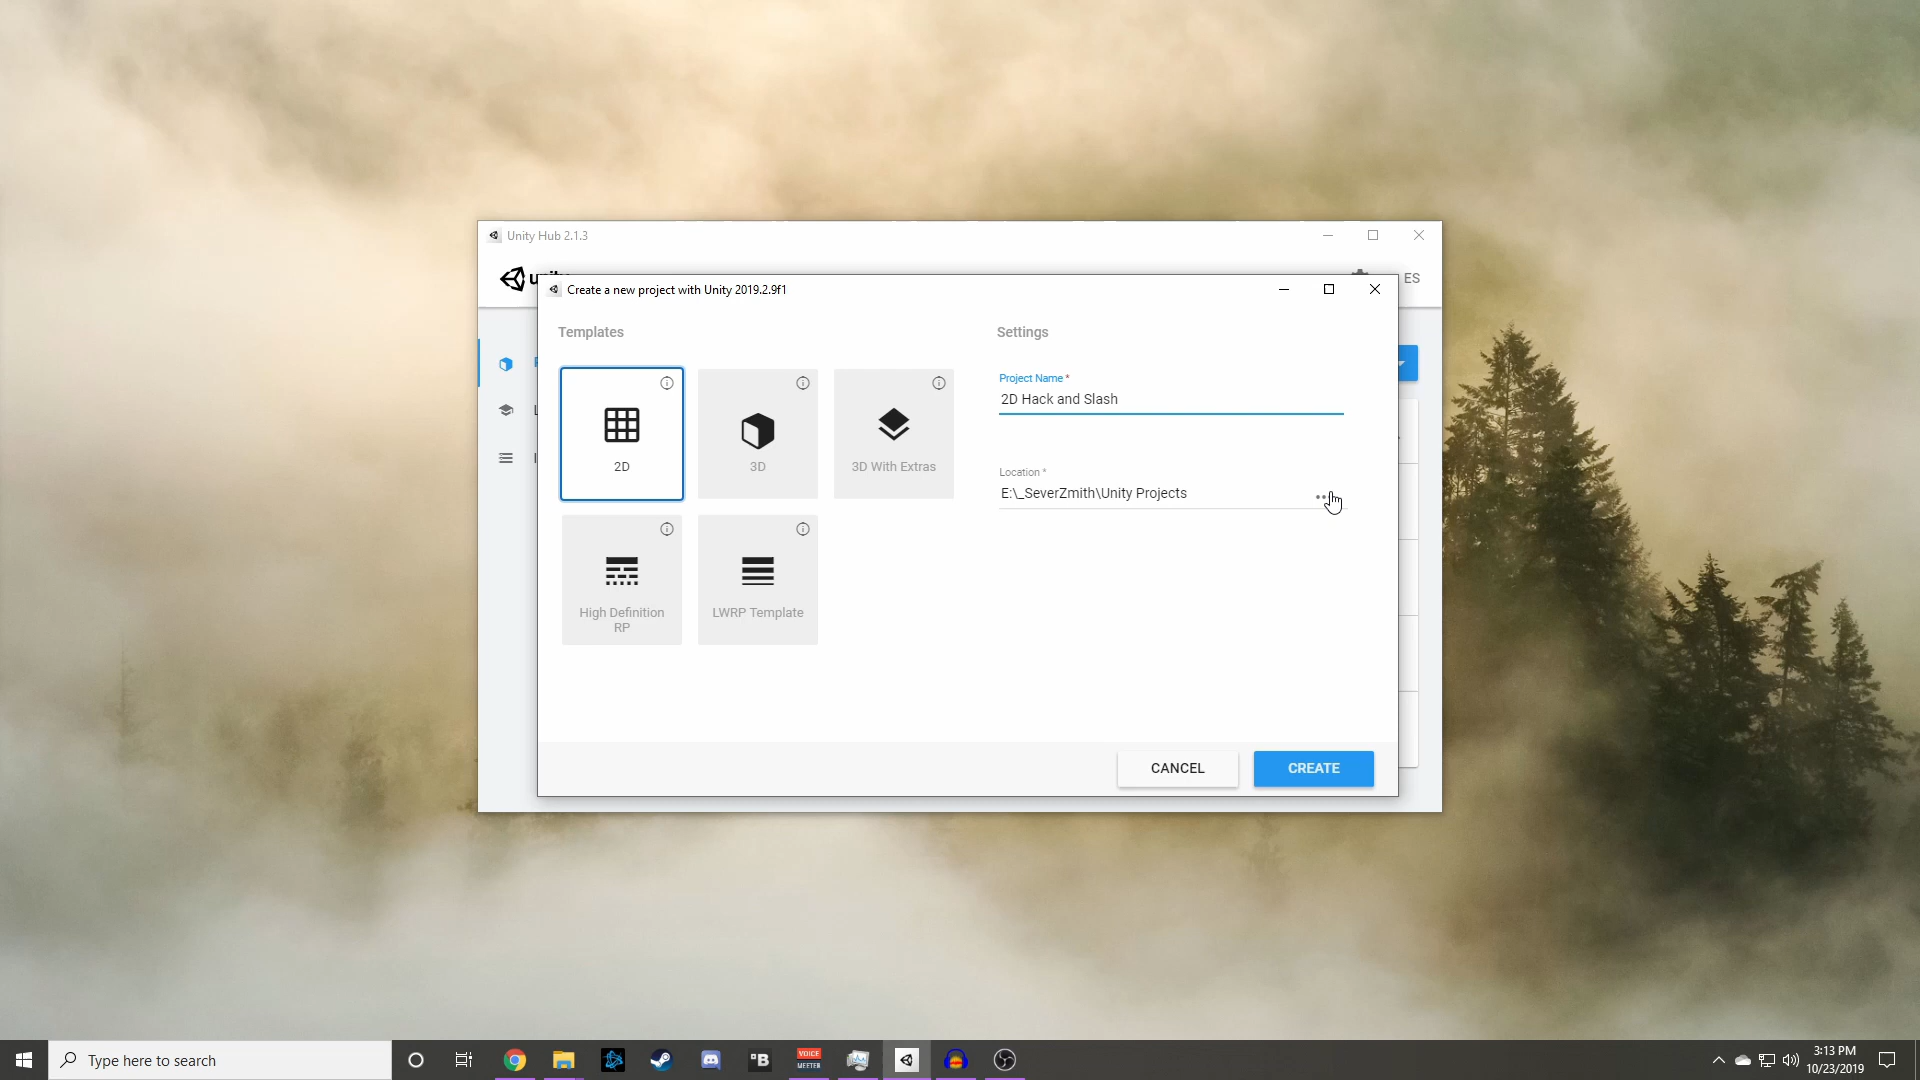 Unity Hub 2.1.3
ES
Create a new project with Unity 2019.2.9f1
Templates
Settings
2D
3D
3D With Extras
High Definition
RP
LWRP Template
Project Name *
2D Hack and Slash
Location *
E:\_SeverZmith\Unity Projects
CANCEL
CREATE
Type here to search
B
VOICE
MEETER
3:13 PM
10/23/2019